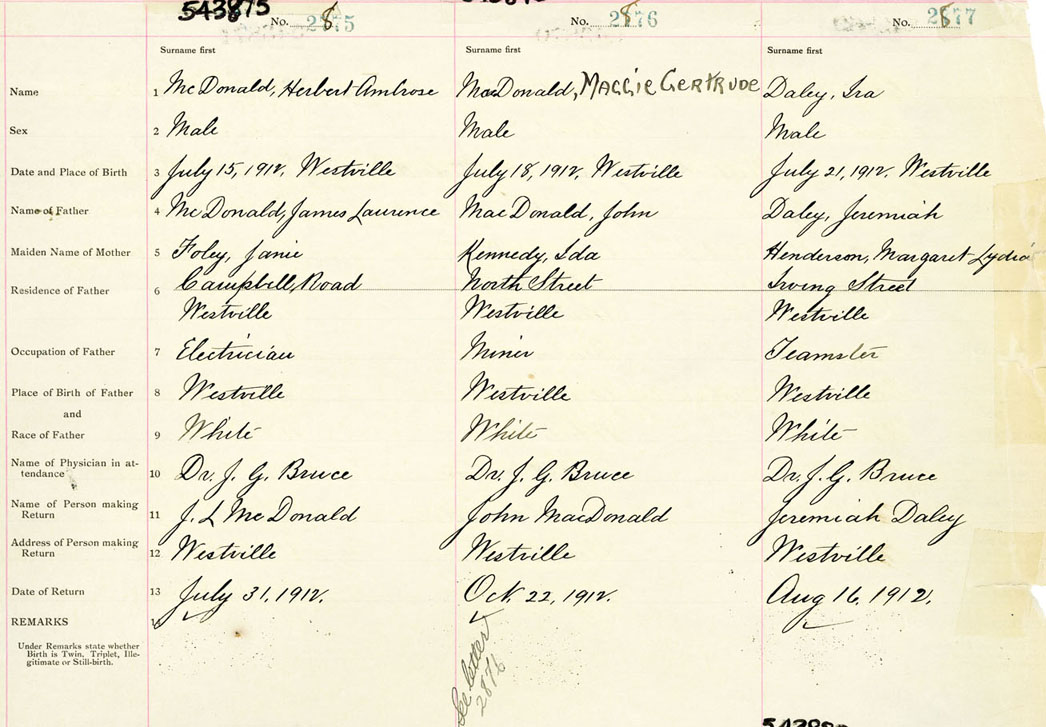 543875
No. 2875
No. 2876
No. 2877
Surname first
Surname first
Surname first
Name 1 McDonald, Herbert Ambrose MacDonald, MAGGIE GERTRUDE Daley, Ira
Sex 2 Male Male Male
Date and Place of Birth 3 July 15, 1912. Westville July 18, 1912. Westville July 21, 1912. Westville
Name of Father 4 McDonald, James Laurence MacDonald, John Daley, Jeremiah
Maiden Name of Mother 5 Foley, Janie Kennedy, Ida Henderson, Margaret Lydia
Residence of Father 6 Campbell Road North Street Irving Street
Westville Westville Westville
Occupation of Father 7 Electrician Miner Teamster
Place of Birth of Father 8 Westville Westville Westville
and
Race of Father 9 White White White
Name of Physician in at-
tendance 10 Dr. J. G. Bruce Dr. J. G. Bruce Dr. J. G. Bruce
Name of Person making
Return 11 J. L McDonald John MacDonald Jeremiah Daley
Address of Person making
Return 12 Westville Westville Westville
Date of Return 13 July 31, 1912. Oct. 22, 1912. Aug 16, 1912.
REMARKS 14
Under Remarks state whether
Birth is Twin. Triplet, Ille-
gitimate or Still-birth.
See letter
2876